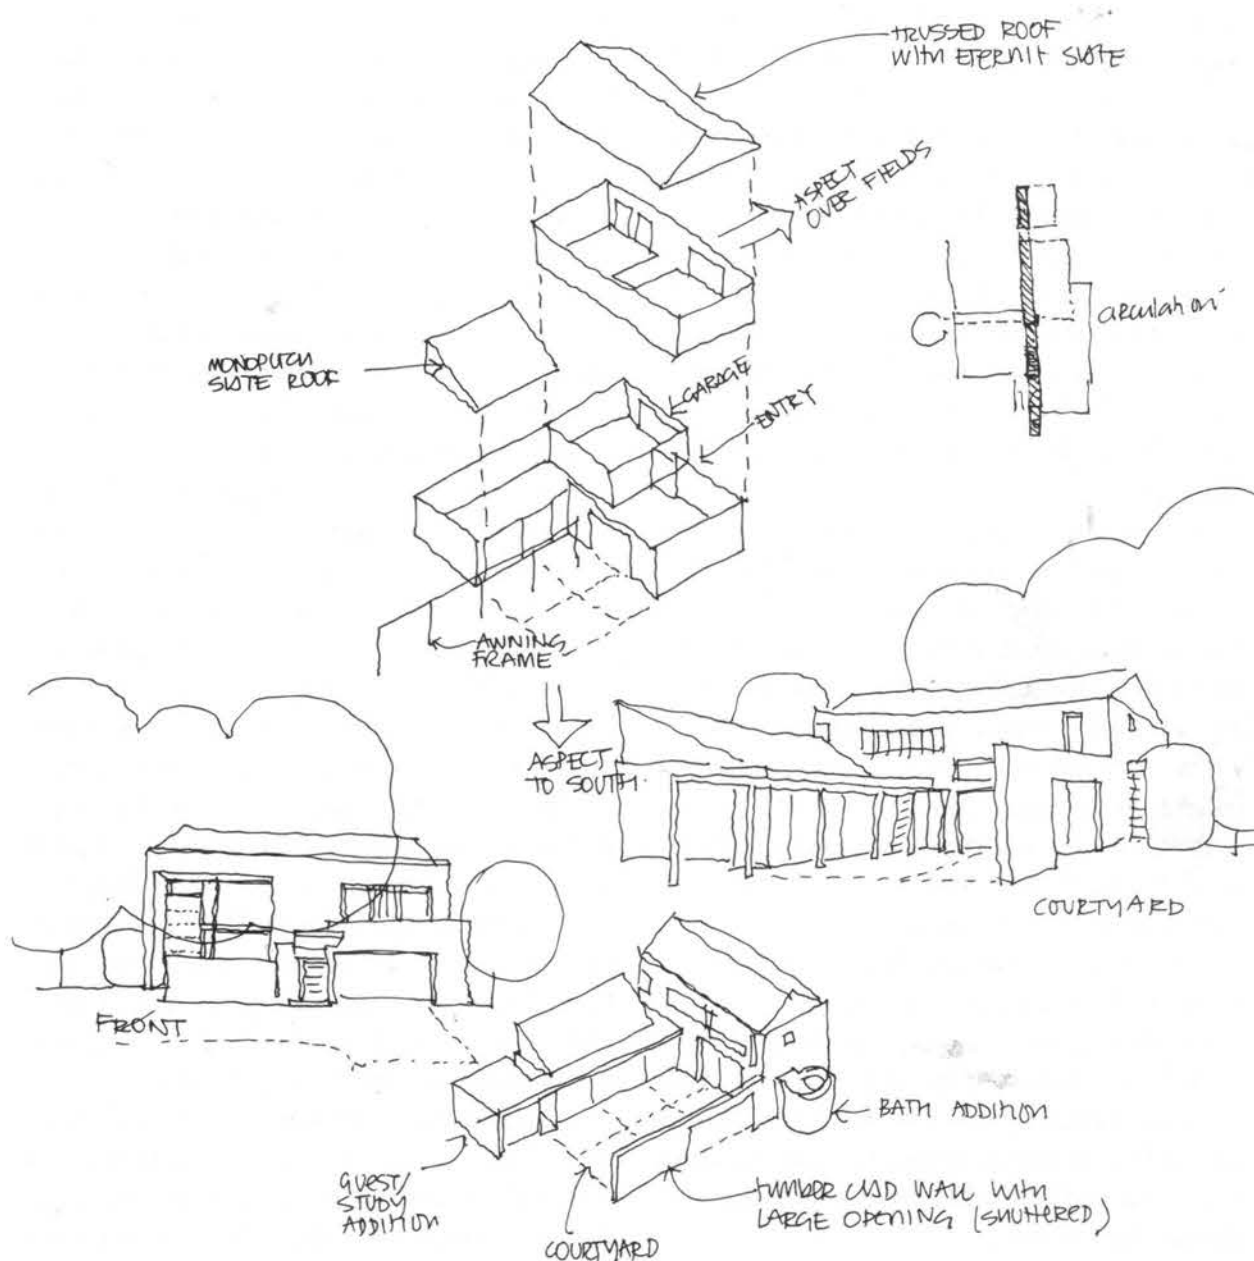 TRUSSED ROOF
WITH ETERNIT SLATE
ASPECT
OVER FIELDS
circulation
MONOPITCH
SLATE ROOF
GARAGE
ENTRY
AWNING
FRAME
ASPECT
TO SOUTH
COURTYARD
FRONT
BATH ADDITION
GUEST/
STUDY
ADDITION
TIMBER CLAD WALL WITH
LARGE OPENING (SHUTTERED)
COURTYARD